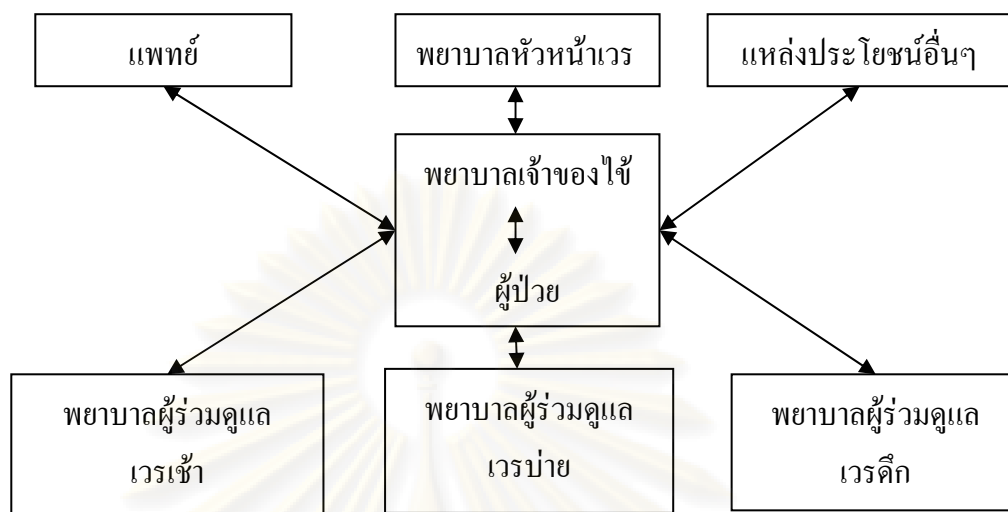 แพทย์
พยาบาลหัวหน้าเวร
แหล่งประโยชน์อื่นๆ
พยาบาลเจ้าของไข้
ผู้ป่วย
พยาบาลผู้ร่วมดูแล
เวรเช้า
พยาบาลผู้ร่วมดูแล
เวรบ่าย
พยาบาลผู้ร่วมดูแล
เวรดึก